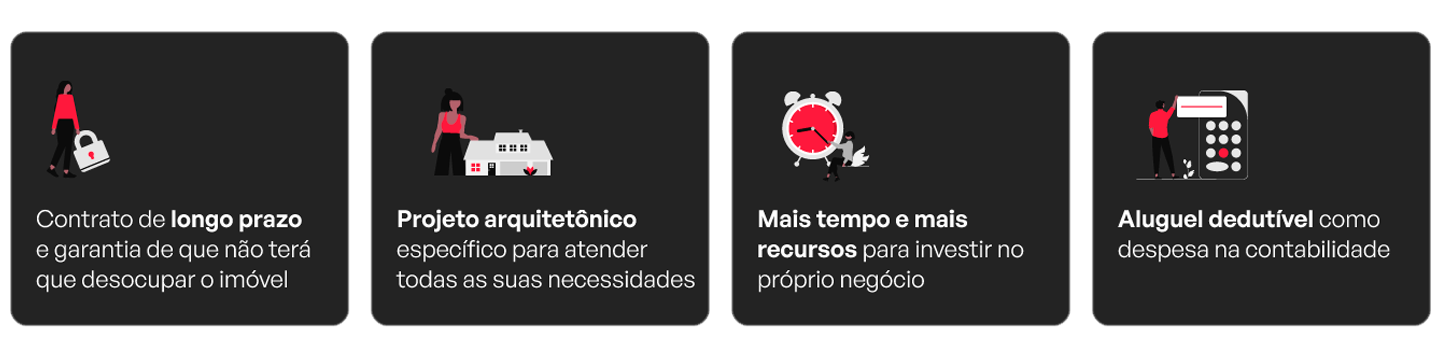 Contrato de longo prazo
e garantia de que não terá
que desocupar o imóvel
Projeto arquitetônico
específico para atender
todas as suas necessidades
Mais tempo e mais
recursos para investir no
próprio negócio
Aluguel dedutível como
despesa na contabilidade